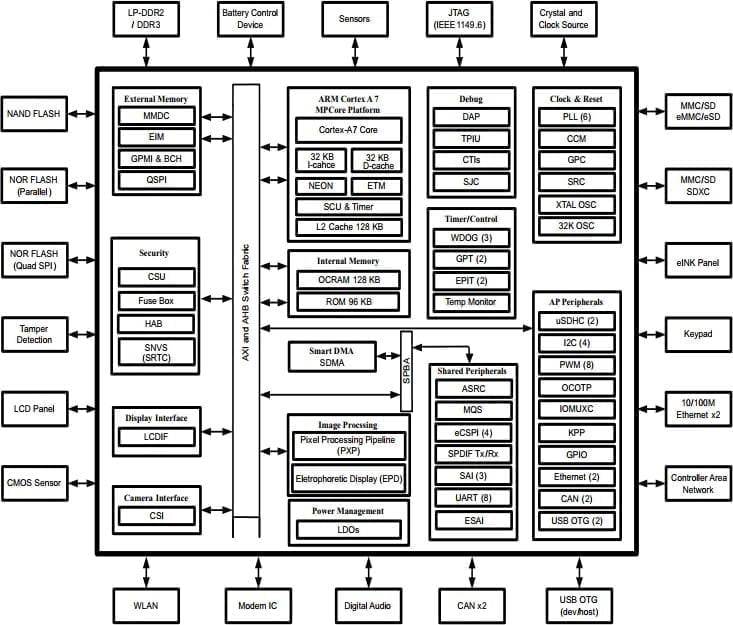 LP-DDR2
/ DDR3
Battery Control
Device
Sensors
JTAG
(IEEE1149.6)
Crystal and
Clock Source
NAND FLASH
NOR FLASH
(Parallel)
NOR FLASH
(Quad SPI)
Tamper
Detection
LCD Panel
CMOS Sensor
External Memory
MMDC
EIM
GPMI & BCH
QSPI
Security
CSU
Fuse Box
HAB
SNVS
(SRTC)
Display Interface
LCDIF
Camera Interface
CSI
AXI and AHB Switch Fabric
ARM Cortex A 7
MPCore Platform
Cortex-A7 Core
32 KB
I-cahce
32 KB
D-cache
NEON
ETM
SCU & Timer
L2 Cache 128 KB
Internal Memory
OCRAM 128 KB
ROM 96 KB
Smart DMA
SDMA
SPBA
Image Procssing
Pixel Processing Pipeline
(PXP)
Eletrophoretic Display (EPD)
Power Management
LDOs
Debug
DAP
TPIU
CTIs
SJC
Timer/Control
WDOG (3)
GPT (2)
EPIT (2)
Temp Monitor
Shared Peripherals
ASRC
MQS
eCSPI (4)
SPDIF Tx/Rx
SAI (3)
UART (8)
ESAI
Clock & Reset
PLL (6)
CCM
GPC
SRC
XTAL OSC
32K OSC
AP Peripherals
uSDHC (2)
I2C (4)
PWM (8)
OCOTP
IOMUXC
KPP
GPIO
Ethernet (2)
CAN (2)
USB OTG (2)
MMC/SD
eMMC/eSD
MMC/SD
SDXC
eINK Panel
Keypad
10/100M
Ethernet x2
Controller Area
Network
WLAN
Modem IC
Digital Audio
CAN x2
USB OTG
(dev/host)